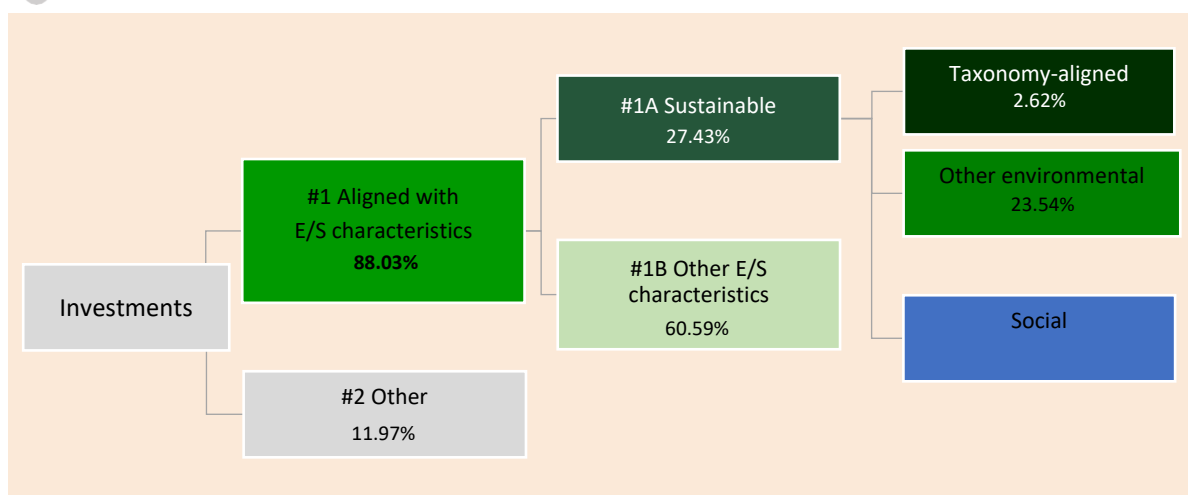 Investments
#1 Aligned with
E/S characteristics
88.03%
#2 Other
11.97%
#1A Sustainable
27.43%
#1B Other E/S
characteristics
60.59%
Taxonomy-aligned
2.62%
Other environmental
23.54%
Social